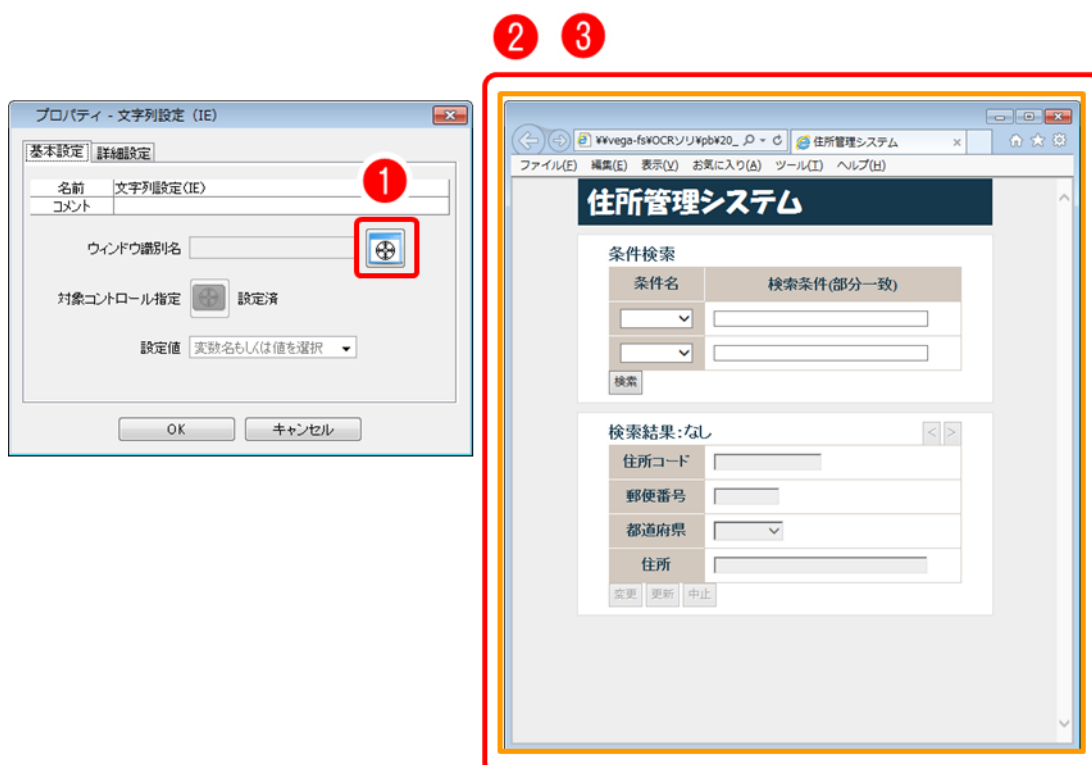 2 3
プロパティ - 文字列設定 (IE)
基本設定 詳細設定
1
名前 文字列設定(IE)
コメント
ウィンドウ識別名
対象コントロール指定 設定済
設定値 変数名もしくは値を選択
OK キャンセル
¥¥vega-fs¥OCRソリ¥pb¥20_
住所管理システム
ファイル(F) 編集(E) 表示(V) お気に入り(A) ツール(T) ヘルプ(H)
住所管理システム
条件検索
条件名 検索条件(部分一致)
検索
検索結果:なし < >
住所コード
郵便番号
都道府県
住所
変更 更新 中止